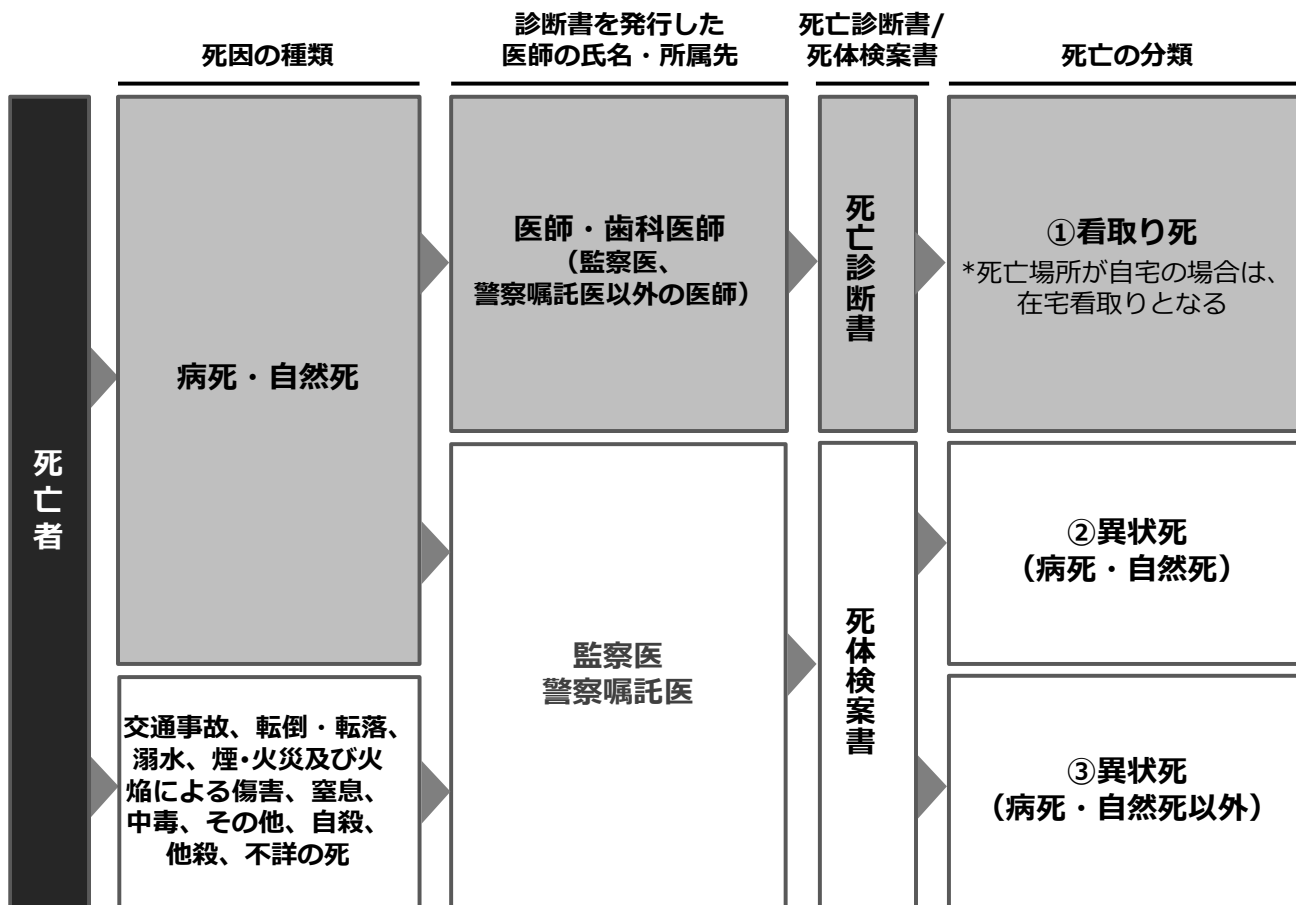 死因の種類
診断書を発行した
医師の氏名・所属先
死亡診断書/
死体検案書
死亡の分類
死亡者
病死・自然死
医師・歯科医師
（監察医、
警察嘱託医以外の医師）
死亡診断書
①看取り死
*死亡場所が自宅の場合は、
在宅看取りとなる
監察医
警察嘱託医
死体検案書
②異状死
（病死・自然死）
交通事故、転倒・転落、
溺水、煙・火災及び火
焔による傷害、窒息、
中毒、その他、自殺、
他殺、不詳の死
③異状死
（病死・自然死以外）